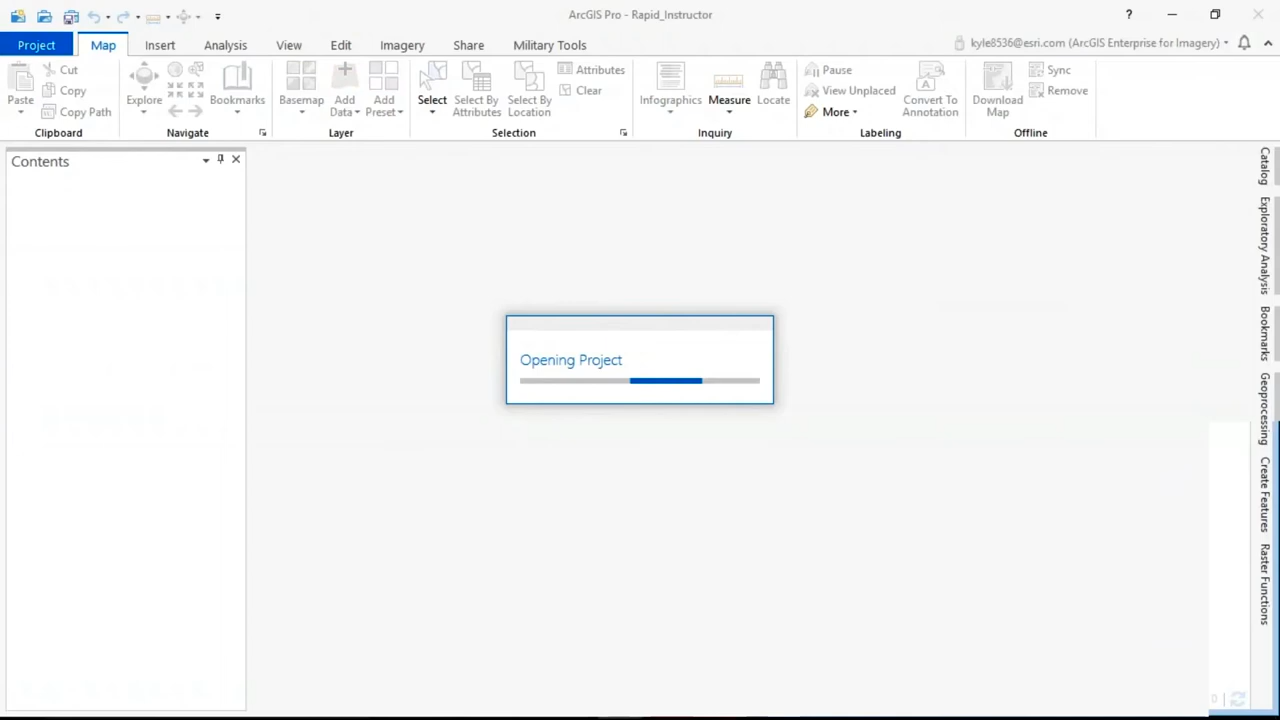 ArcGIS Pro - Rapid_Instructor
?
Project Map Insert Analysis View Edit Imagery Share Military Tools
kyle8536@esri.com (ArcGIS Enterprise for Imagery)
Paste
Cut
Copy
Copy Path
Clipboard
Explore
Bookmarks
Navigate
Basemap
Add
Data
Add
Preset
Layer
Select
Select By
Attributes
Select By
Location
Attributes
Clear
Selection
Infographics
Measure
Locate
Inquiry
Pause
View Unplaced
More
Convert To
Annotation
Labeling
Download
Map
Sync
Remove
Offline
Contents
Opening Project
Catalog
Exploratory Analysis
Bookmarks
Geoprocessing
Create Features
Raster Functions
0